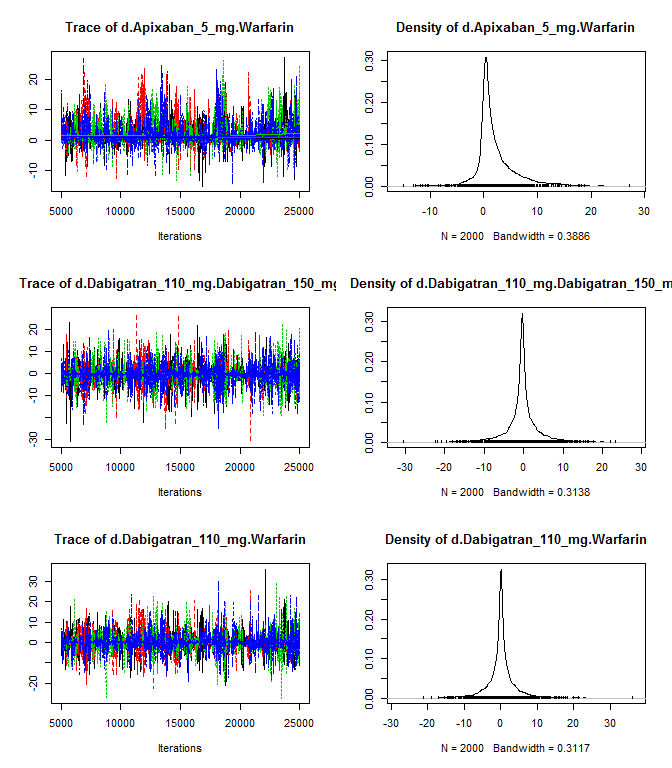 Trace of d.Apixaban_5_mg.Warfarin
Density of d.Apixaban_5_mg.Warfarin
20
10
0
-10
5000 10000 15000 20000 25000
Iterations
0.30
0.20
0.10
0.00
-10 0 10 20 30
N = 2000 Bandwidth = 0.3886
Trace of d.Dabigatran_110_mg.Dabigatran_150_mg
Density of d.Dabigatran_110_mg.Dabigatran_150_m
20
10
0
-10
-30
5000 10000 15000 20000 25000
Iterations
0.30
0.20
0.10
0.00
-30 -20 -10 0 10 20 30
N = 2000 Bandwidth = 0.3138
Trace of d.Dabigatran_110_mg.Warfarin
Density of d.Dabigatran_110_mg.Warfarin
30
20
10
0
-20
5000 10000 15000 20000 25000
Iterations
0.30
0.20
0.10
0.00
-30 -20 -10 0 10 20 30 40
N = 2000 Bandwidth = 0.3117